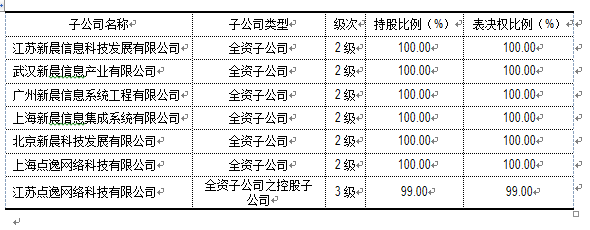 子公司名称 子公司类型 级次 持股比例（%） 表决权比例（%）
江苏新晨信息科技发展有限公司 全资子公司 2 级 100.00 100.00
武汉新晨信息产业有限公司 全资子公司 2 级 100.00 100.00
广州新晨信息系统工程有限公司 全资子公司 2 级 100.00 100.00
上海新晨信息集成系统有限公司 全资子公司 2 级 100.00 100.00
北京新晨科技发展有限公司 全资子公司 2 级 100.00 100.00
上海点逸网络科技有限公司 全资子公司 2 级 100.00 100.00
江苏点逸网络科技有限公司 全资子公司之控股子公司 3 级 99.00 99.00